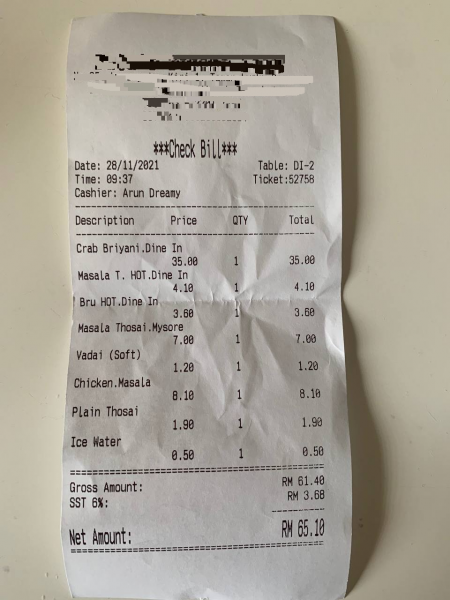 ***Check Bill***
Date: 28/11/2021 Table: DI-2
Time: 09:37 Ticket:52758
Cashier: Arun Dreamy
Description Price QTY Total
Crab Briyani.Dine In
35.00 1 35.00
Masala T. HOT.Dine In
4.10 1 4.10
Bru HOT.Dine In
3.60 1 3.60
Masala Thosai.Mysore
7.00 1 7.00
Vadai (Soft)
1.20 1 1.20
Chicken.Masala
8.10 1 8.10
Plain Thosai
1.90 1 1.90
Ice Water
0.50 1 0.50
Gross Amount: RM 61.40
SST 6%: RM 3.68
Net Amount: RM 65.10